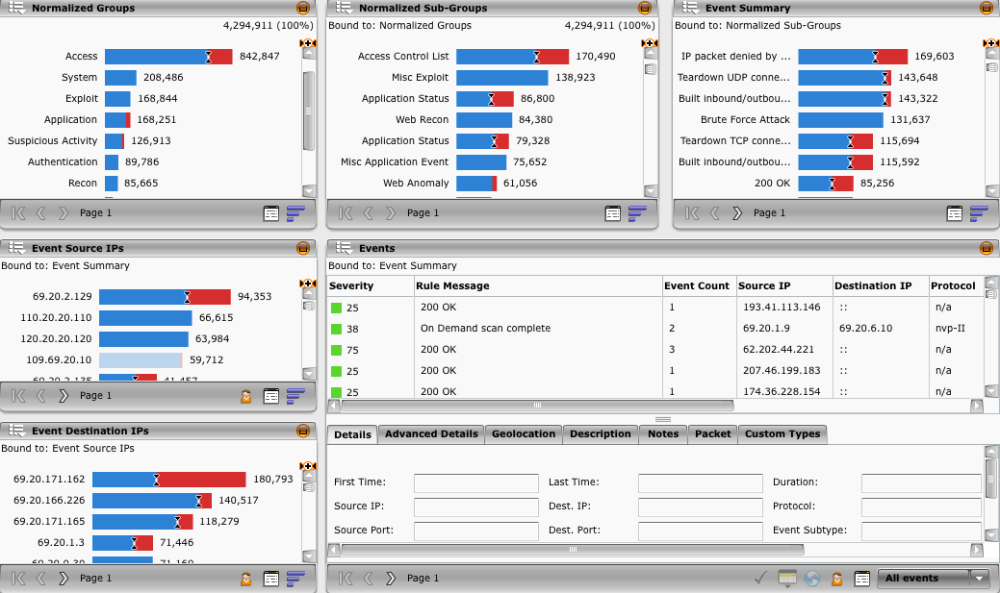 Normalized Groups
4,294,911 (100%)
Access 842,847
System 208,486
Exploit 168,844
Application 168,251
Suspicious Activity 126,913
Authentication 89,786
Recon 85,665
Page 1
Normalized Sub-Groups
Bound to: Normalized Groups 4,294,911 (100%)
Access Control List 170,490
Misc Exploit 138,923
Application Status 86,800
Web Recon 84,380
Application Status 79,328
Misc Application Event 75,652
Web Anomaly 61,056
Page 1
Event Summary
Bound to: Normalized Sub-Groups
IP packet denied by ... 169,603
Teardown UDP conne... 143,648
Built inbound/outbou... 143,322
Brute Force Attack 131,637
Teardown TCP conne... 115,694
Built inbound/outbou... 115,592
200 OK 85,256
Page 1
Event Source IPs
Bound to: Event Summary
69.20.2.129 94,353
110.20.20.110 66,615
120.20.20.120 63,984
109.69.20.10 59,712
69.20.2.135 41,457
Page 1
Event Destination IPs
Bound to: Event Source IPs
69.20.171.162 180,793
69.20.166.226 140,517
69.20.171.165 118,279
69.20.1.3 71,446
Page 1
Events
Bound to: Event Summary
Severity Rule Message Event Count Source IP Destination IP Protocol
25 200 OK 1 193.41.113.146 :: n/a
38 On Demand scan complete 2 69.20.1.9 69.20.6.10 nvp-II
75 200 OK 3 62.202.44.221 :: n/a
25 200 OK 1 207.46.199.183 :: n/a
25 200 OK 1 174.36.228.154 :: n/a
Details Advanced Details Geolocation Description Notes Packet Custom Types
First Time: Last Time: Duration:
Source IP: Dest. IP: Protocol:
Source Port: Dest. Port: Event Subtype:
Page 1 All events